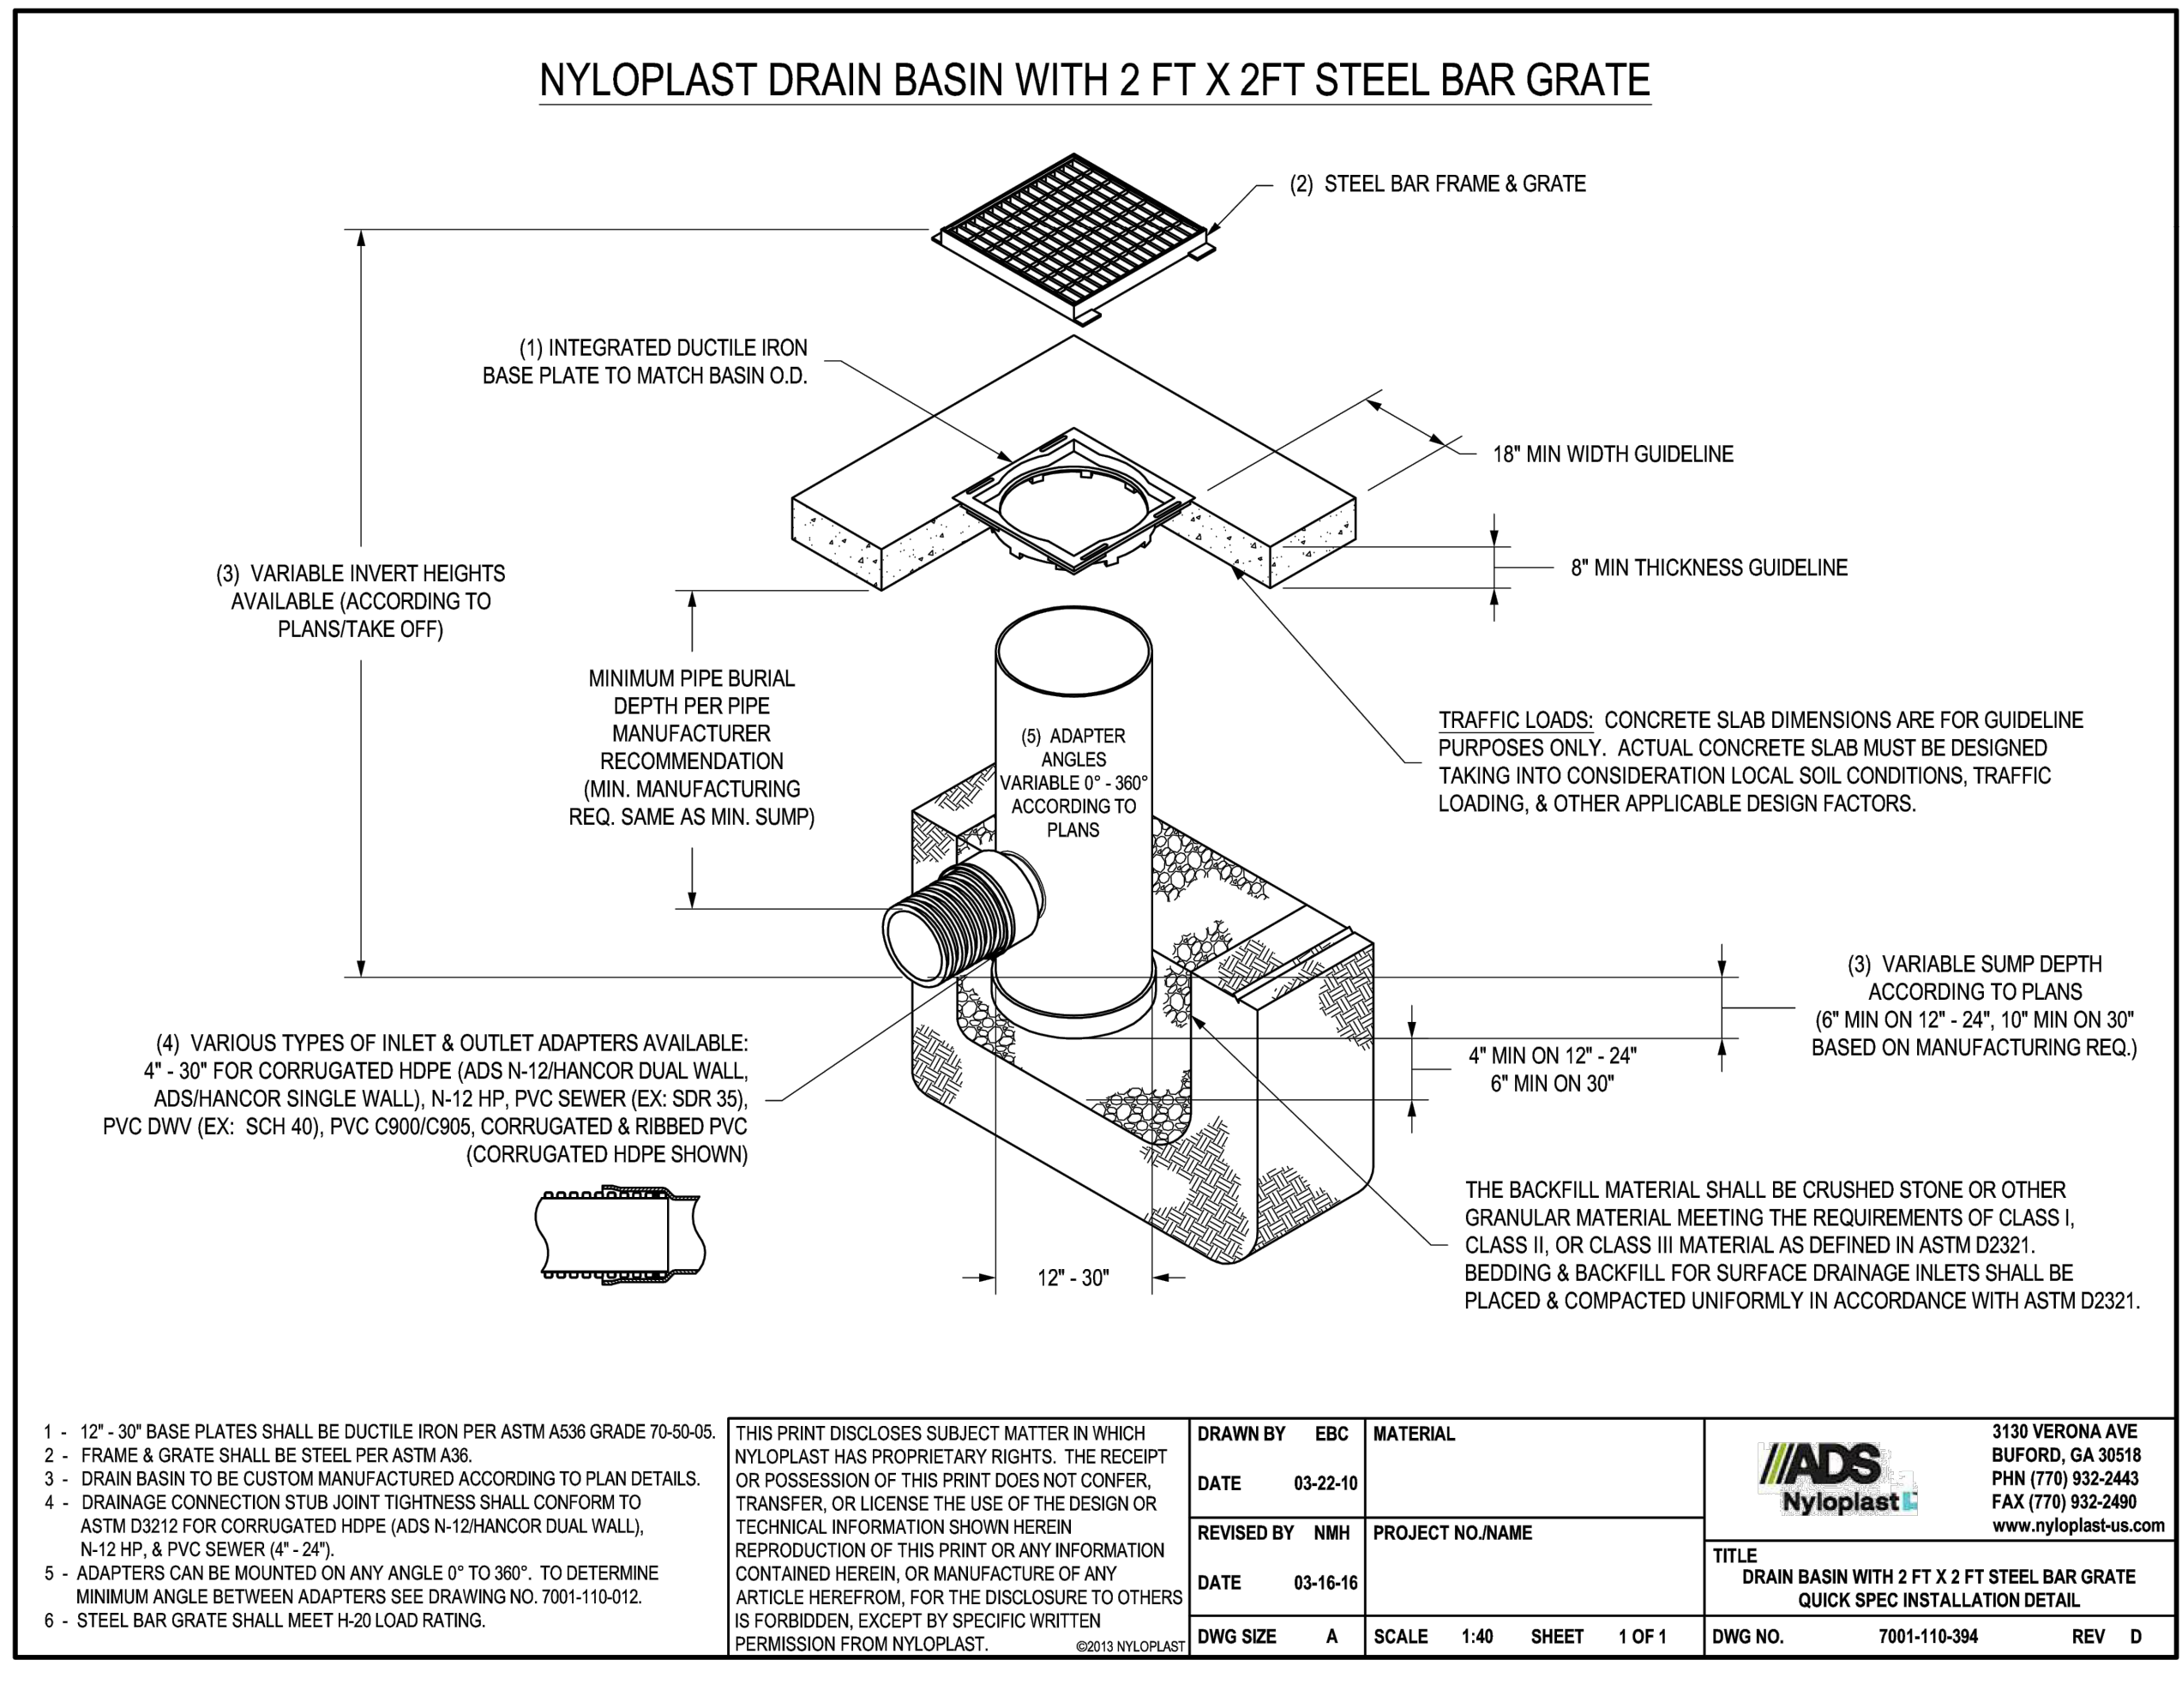 NYLOPLAST DRAIN BASIN WITH 2 FT X 2FT STEEL BAR GRATE
(2) STEEL BAR FRAME & GRATE
(1) INTEGRATED DUCTILE IRON
BASE PLATE TO MATCH BASIN O.D.
18" MIN WIDTH GUIDELINE
8" MIN THICKNESS GUIDELINE
(3) VARIABLE INVERT HEIGHTS
AVAILABLE (ACCORDING TO
PLANS/TAKE OFF)
MINIMUM PIPE BURIAL
DEPTH PER PIPE
MANUFACTURER
RECOMMENDATION
(MIN. MANUFACTURING
REQ. SAME AS MIN. SUMP)
(5) ADAPTER
ANGLES
VARIABLE 0° - 360°
ACCORDING TO
PLANS
TRAFFIC LOADS: CONCRETE SLAB DIMENSIONS ARE FOR GUIDELINE
PURPOSES ONLY. ACTUAL CONCRETE SLAB MUST BE DESIGNED
TAKING INTO CONSIDERATION LOCAL SOIL CONDITIONS, TRAFFIC
LOADING, & OTHER APPLICABLE DESIGN FACTORS.
(3) VARIABLE SUMP DEPTH
ACCORDING TO PLANS
(6" MIN ON 12" - 24", 10" MIN ON 30"
BASED ON MANUFACTURING REQ.)
(4) VARIOUS TYPES OF INLET & OUTLET ADAPTERS AVAILABLE:
4" - 30" FOR CORRUGATED HDPE (ADS N-12/HANCOR DUAL WALL,
ADS/HANCOR SINGLE WALL), N-12 HP, PVC SEWER (EX: SDR 35),
PVC DWV (EX: SCH 40), PVC C900/C905, CORRUGATED & RIBBED PVC
(CORRUGATED HDPE SHOWN)
4" MIN ON 12" - 24"
6" MIN ON 30"
THE BACKFILL MATERIAL SHALL BE CRUSHED STONE OR OTHER
GRANULAR MATERIAL MEETING THE REQUIREMENTS OF CLASS I,
CLASS II, OR CLASS III MATERIAL AS DEFINED IN ASTM D2321.
BEDDING & BACKFILL FOR SURFACE DRAINAGE INLETS SHALL BE
PLACED & COMPACTED UNIFORMLY IN ACCORDANCE WITH ASTM D2321.
12" - 30"
1 - 12" - 30" BASE PLATES SHALL BE DUCTILE IRON PER ASTM A536 GRADE 70-50-05.
2 - FRAME & GRATE SHALL BE STEEL PER ASTM A36.
3 - DRAIN BASIN TO BE CUSTOM MANUFACTURED ACCORDING TO PLAN DETAILS.
4 - DRAINAGE CONNECTION STUB JOINT TIGHTNESS SHALL CONFORM TO
ASTM D3212 FOR CORRUGATED HDPE (ADS N-12/HANCOR DUAL WALL),
N-12 HP, & PVC SEWER (4" - 24").
5 - ADAPTERS CAN BE MOUNTED ON ANY ANGLE 0° TO 360°. TO DETERMINE
MINIMUM ANGLE BETWEEN ADAPTERS SEE DRAWING NO. 7001-110-012.
6 - STEEL BAR GRATE SHALL MEET H-20 LOAD RATING.
THIS PRINT DISCLOSES SUBJECT MATTER IN WHICH
NYLOPLAST HAS PROPRIETARY RIGHTS. THE RECEIPT
OR POSSESSION OF THIS PRINT DOES NOT CONFER,
TRANSFER, OR LICENSE THE USE OF THE DESIGN OR
TECHNICAL INFORMATION SHOWN HEREIN
REPRODUCTION OF THIS PRINT OR ANY INFORMATION
CONTAINED HEREIN, OR MANUFACTURE OF ANY
ARTICLE HEREFROM, FOR THE DISCLOSURE TO OTHERS
IS FORBIDDEN, EXCEPT BY SPECIFIC WRITTEN
PERMISSION FROM NYLOPLAST.
©2013 NYLOPLAST
DRAWN BY EBC
DATE 03-22-10
REVISED BY NMH
DATE 03-16-16
DWG SIZE A
MATERIAL
PROJECT NO./NAME
SCALE 1:40 SHEET 1 OF 1
ADS
Nyloplast
3130 VERONA AVE
BUFORD, GA 30518
PHN (770) 932-2443
FAX (770) 932-2490
www.nyloplast-us.com
TITLE
DRAIN BASIN WITH 2 FT X 2 FT STEEL BAR GRATE
QUICK SPEC INSTALLATION DETAIL
DWG NO. 7001-110-394 REV D